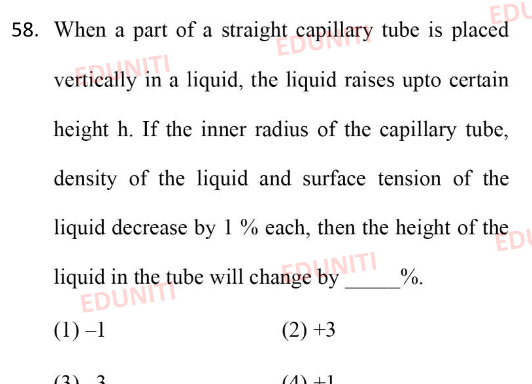 EDUNITI
58. When a part of a straight capillary tube is placed
EDUNITI
EDUNITI
vertically in a liquid, the liquid raises upto certain
height h. If the inner radius of the capillary tube,
density of the liquid and surface tension of the
liquid decrease by 1 % each, then the height of the
EDUNITI
liquid in the tube will change by _____%.
EDUNITI
EDUNITI
(1) –1 (2) +3